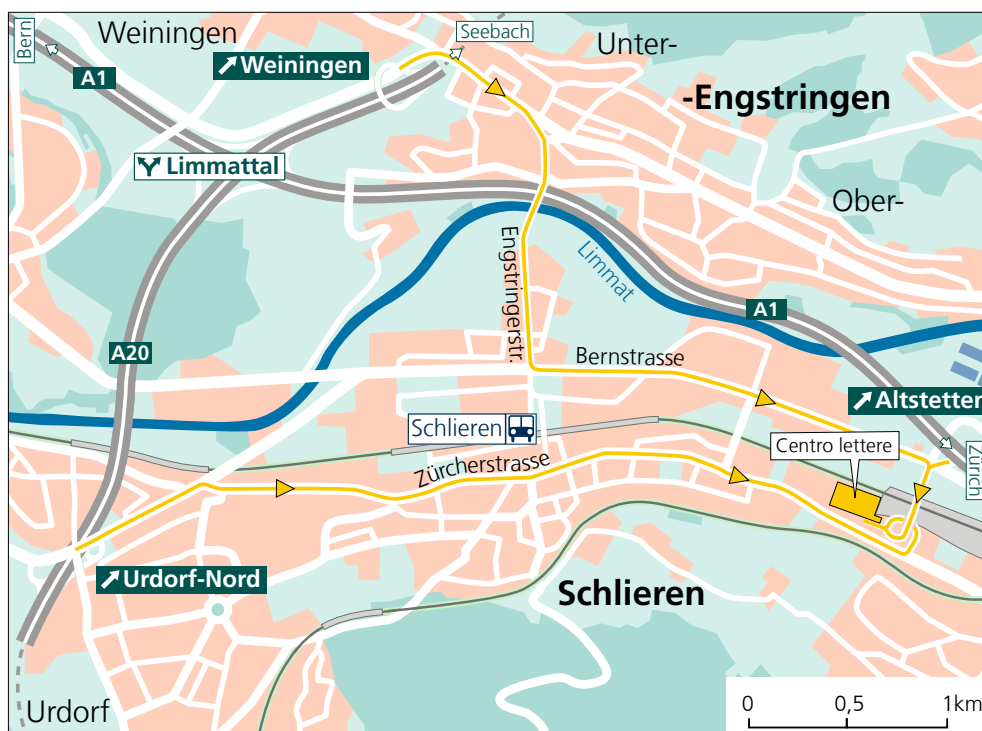 Bern
Weiningen
Seebach
Unter-
Weiningen
A1
-Engstringen
Limmattal
Ober-
Engstringerstr.
Limmat
A1
A20
Bernstrasse
Altstetten
Schlieren
Centro lettere
Zürcherstrasse
Zürich
Urdorf-Nord
Schlieren
Urdorf
0 0,5 1km